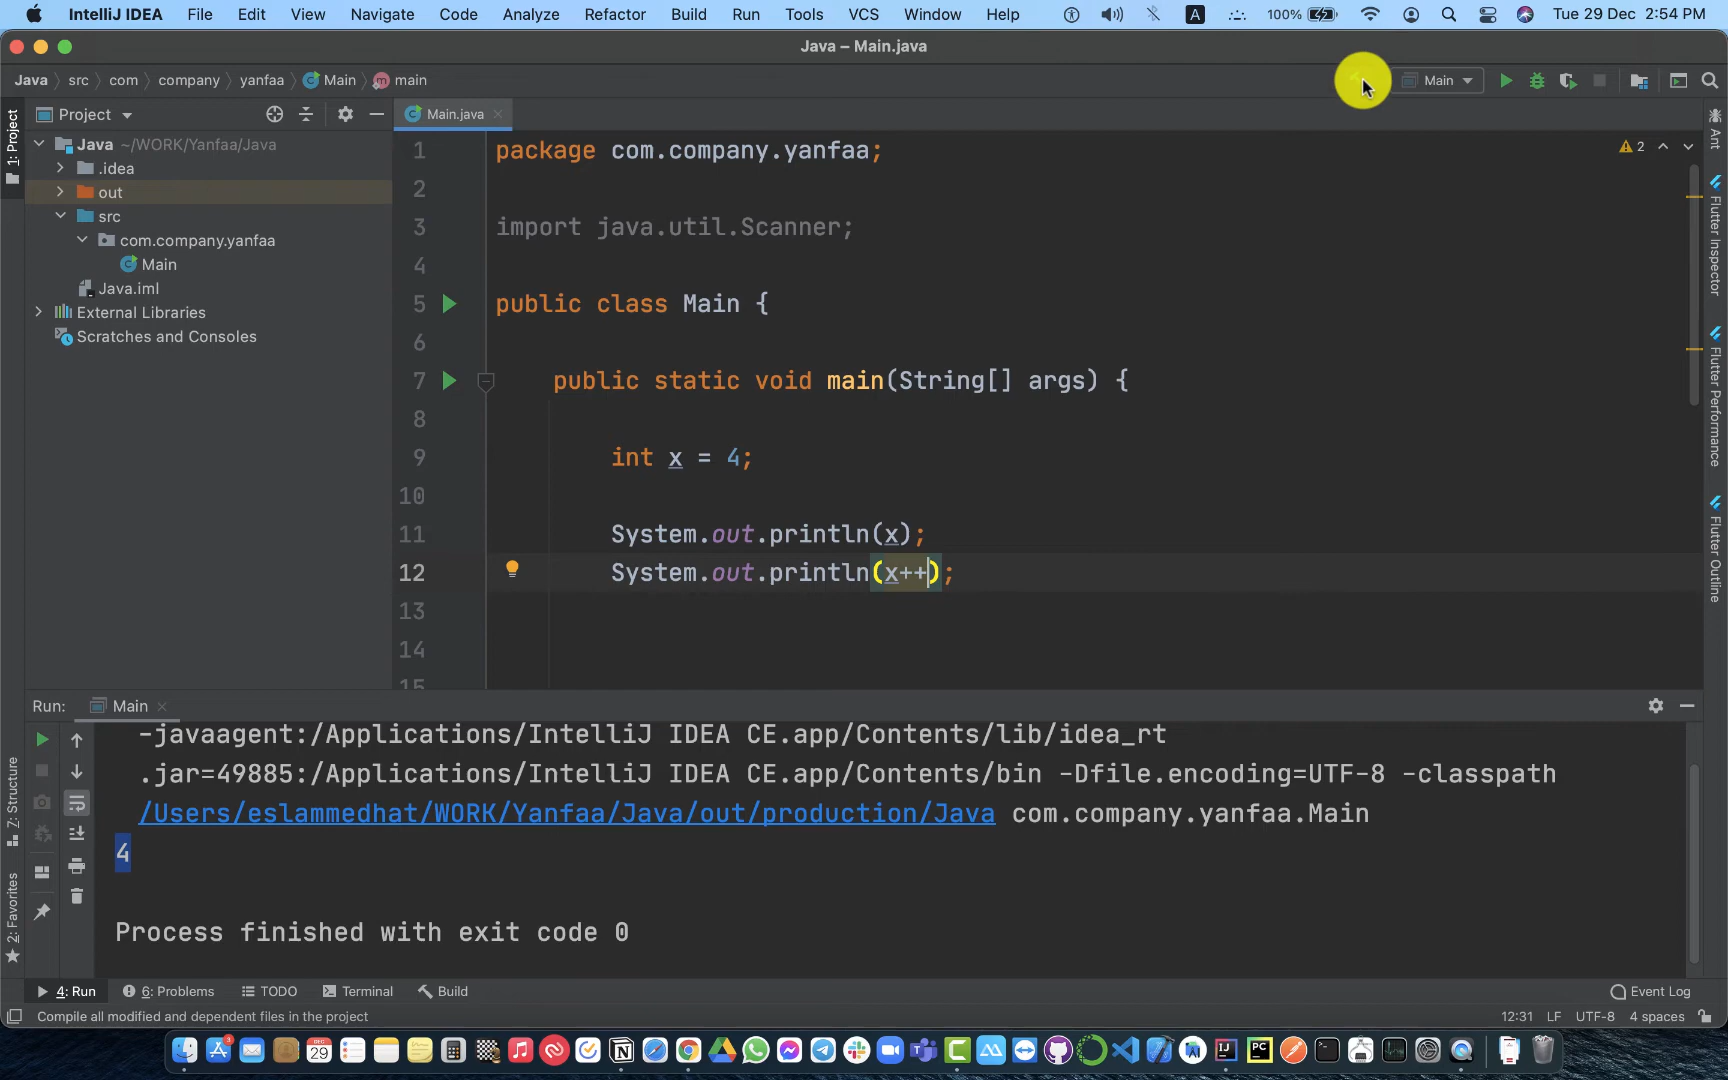 IntelliJ IDEA File Edit View Navigate Code Analyze Refactor Build Run Tools VCS Window Help A 100% Tue 29 Dec 2:54 PM
Java – Main.java
Java src com company yanfaa Main main Main
Project Main.java
1: Project
Java ~/WORK/Yanfaa/Java
.idea
out
src
com.company.yanfaa
Main
Java.iml
External Libraries
Scratches and Consoles
1 package com.company.yanfaa;
2
3 import java.util.Scanner;
4
5 public class Main {
6
7 public static void main(String[] args) {
8
9 int x = 4;
10
11 System.out.println(x);
12 System.out.println(x++);
13
14
15
2
Ant
Flutter Inspector
Flutter Performance
Flutter Outline
Run: Main
-javaagent:/Applications/IntelliJ IDEA CE.app/Contents/lib/idea_rt
.jar=49885:/Applications/IntelliJ IDEA CE.app/Contents/bin -Dfile.encoding=UTF-8 -classpath
/Users/eslammedhat/WORK/Yanfaa/Java/out/production/Java com.company.yanfaa.Main
4
Process finished with exit code 0
Z: Structure
2: Favorites
4: Run 6: Problems TODO Terminal Build Event Log
Compile all modified and dependent files in the project 12:31 LF UTF-8 4 spaces
3
DEC
29
PC